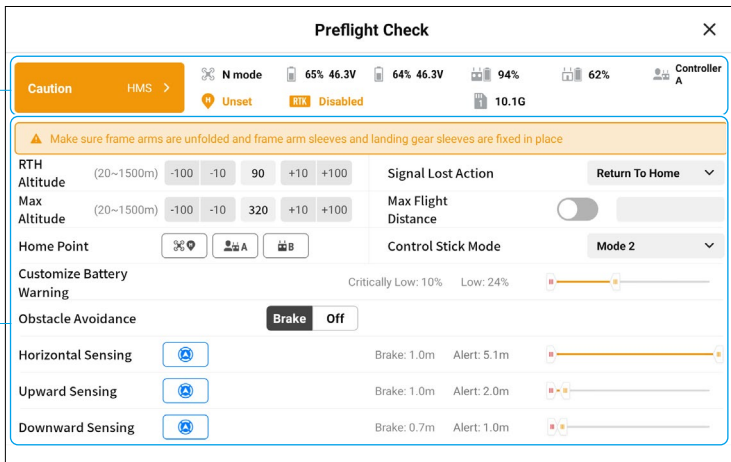 Preflight Check
Caution HMS > N mode 65% 46.3V 64% 46.3V 94% 62% Controller A
H Unset RTK Disabled 1 10.1G
Make sure frame arms are unfolded and frame arm sleeves and landing gear sleeves are fixed in place
RTH Altitude (20~1500m) -100 -10 90 +10 +100 Signal Lost Action Return To Home
Max Altitude (20~1500m) -100 -10 320 +10 +100 Max Flight Distance
Home Point A B Control Stick Mode Mode 2
Customize Battery Warning Critically Low: 10% Low: 24%
Obstacle Avoidance Brake Off
Horizontal Sensing Brake: 1.0m Alert: 5.1m
Upward Sensing Brake: 1.0m Alert: 2.0m
Downward Sensing Brake: 0.7m Alert: 1.0m